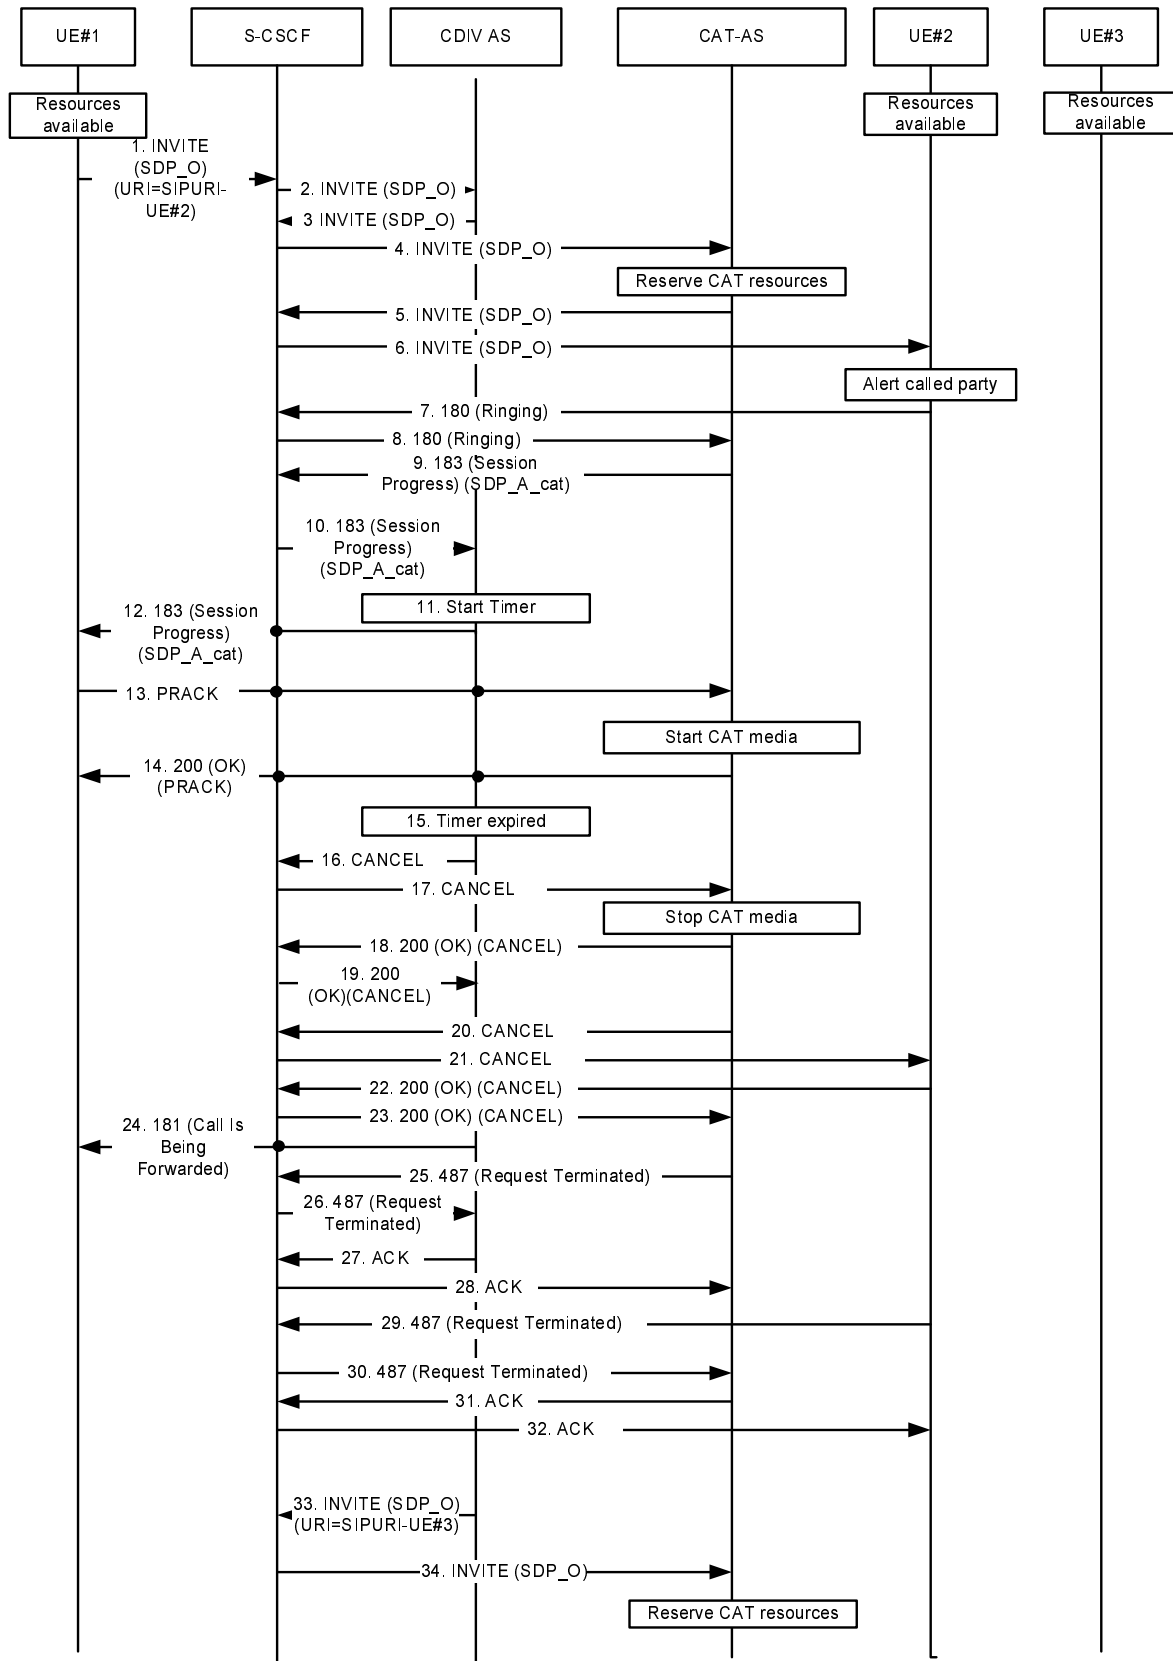 UE#1
S-CSCF
CDIV AS
CAT-AS
UE#2
UE#3
Resources
available
Resources
available
Resources
available
1. INVITE
(SDP_O)
(URI=SIPURI-
UE#2)
2. INVITE (SDP_O)
3 INVITE (SDP_O)
4. INVITE (SDP_O)
Reserve CAT resources
5. INVITE (SDP_O)
6. INVITE (SDP_O)
Alert called party
7. 180 (Ringing)
8. 180 (Ringing)
9. 183 (Session
Progress) (SDP_A_cat)
10. 183 (Session
Progress)
(SDP_A_cat)
11. Start Timer
12. 183 (Session
Progress)
(SDP_A_cat)
13. PRACK
Start CAT media
14. 200 (OK)
(PRACK)
15. Timer expired
16. CANCEL
17. CANCEL
Stop CAT media
18. 200 (OK) (CANCEL)
19. 200
(OK)(CANCEL)
20. CANCEL
21. CANCEL
22. 200 (OK) (CANCEL)
23. 200 (OK) (CANCEL)
24. 181 (Call Is
Being
Forwarded)
25. 487 (Request Terminated)
26. 487 (Request
Terminated)
27. ACK
28. ACK
29. 487 (Request Terminated)
30. 487 (Request Terminated)
31. ACK
32. ACK
33. INVITE (SDP_O)
(URI=SIPURI-UE#3)
34. INVITE (SDP_O)
Reserve CAT resources